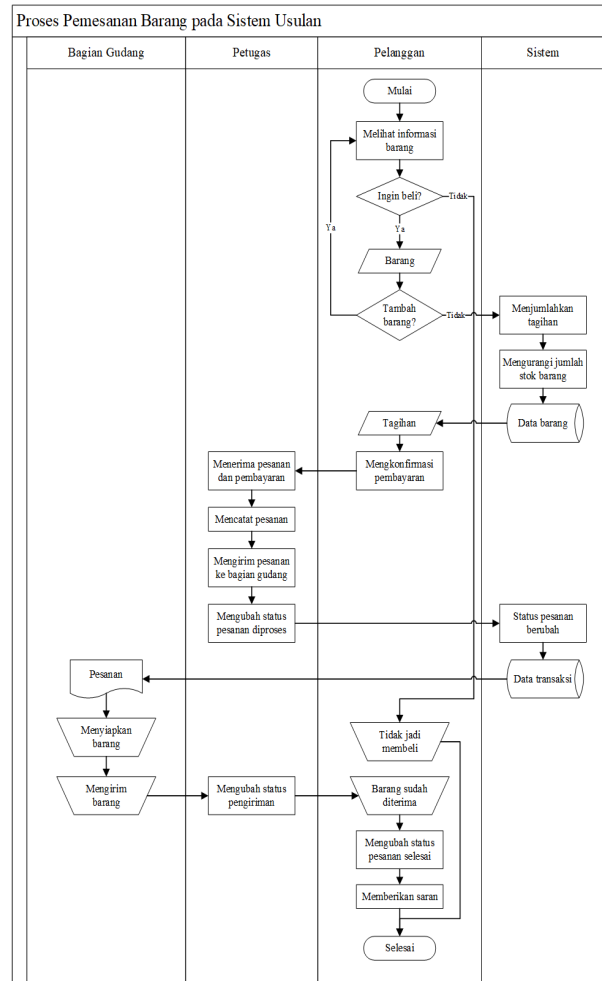 Proses Pemesanan Barang pada Sistem Usulan
Bagian Gudang
Petugas
Pelanggan
Sistem
Mulai
Melihat informasi
barang
Ingin beli?
Tidak
Ya
Ya
Barang
Tambah
barang?
Tidak
Menjumlahkan
tagihan
Mengurangi jumlah
stok barang
Tagihan
Data barang
Menerima pesanan
dan pembayaran
Mengkonfirmasi
pembayaran
Mencatat pesanan
Mengirim pesanan
ke bagian gudang
Mengubah status
pesanan diproses
Status pesanan
berubah
Pesanan
Data transaksi
Menyiapkan
barang
Tidak jadi
membeli
Mengirim
barang
Mengubah status
pengiriman
Barang sudah
diterima
Mengubah status
pesanan selesai
Memberikan saran
Selesai